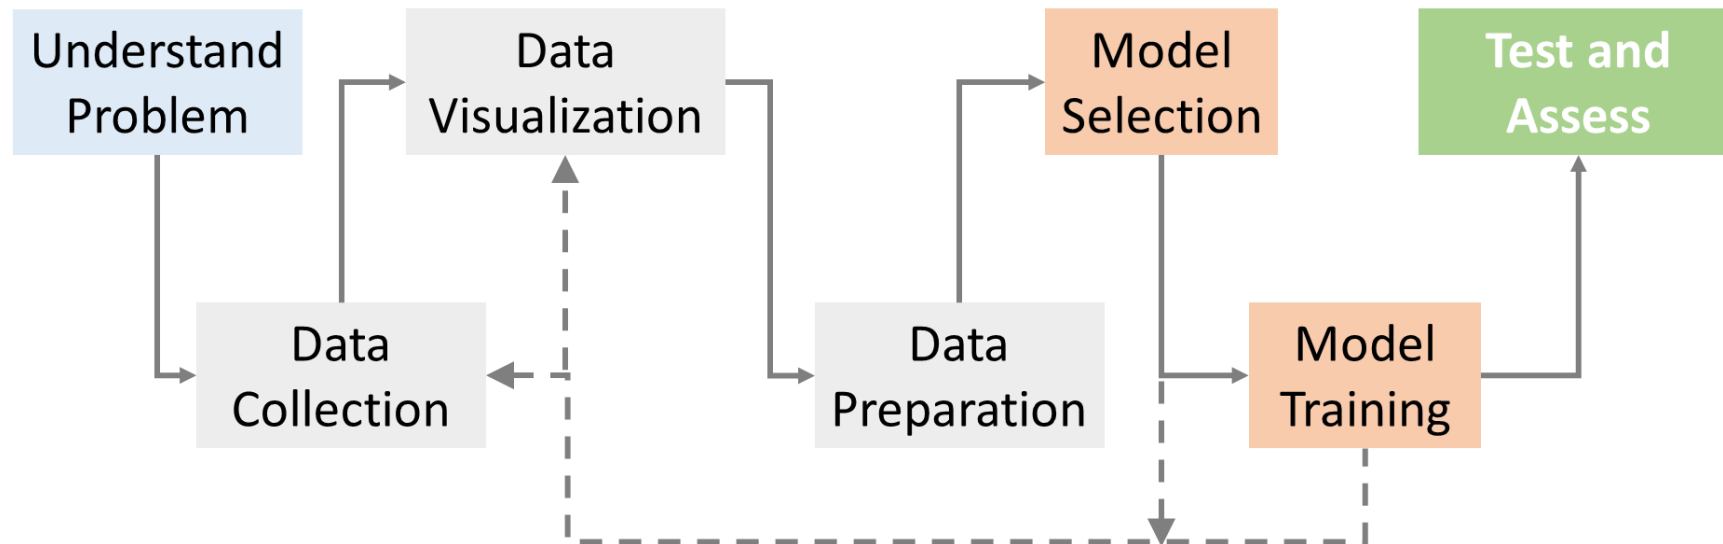 Understand
Problem
Data
Collection
Data
Visualization
Data
Preparation
Model
Selection
Model
Training
Test and
Assess